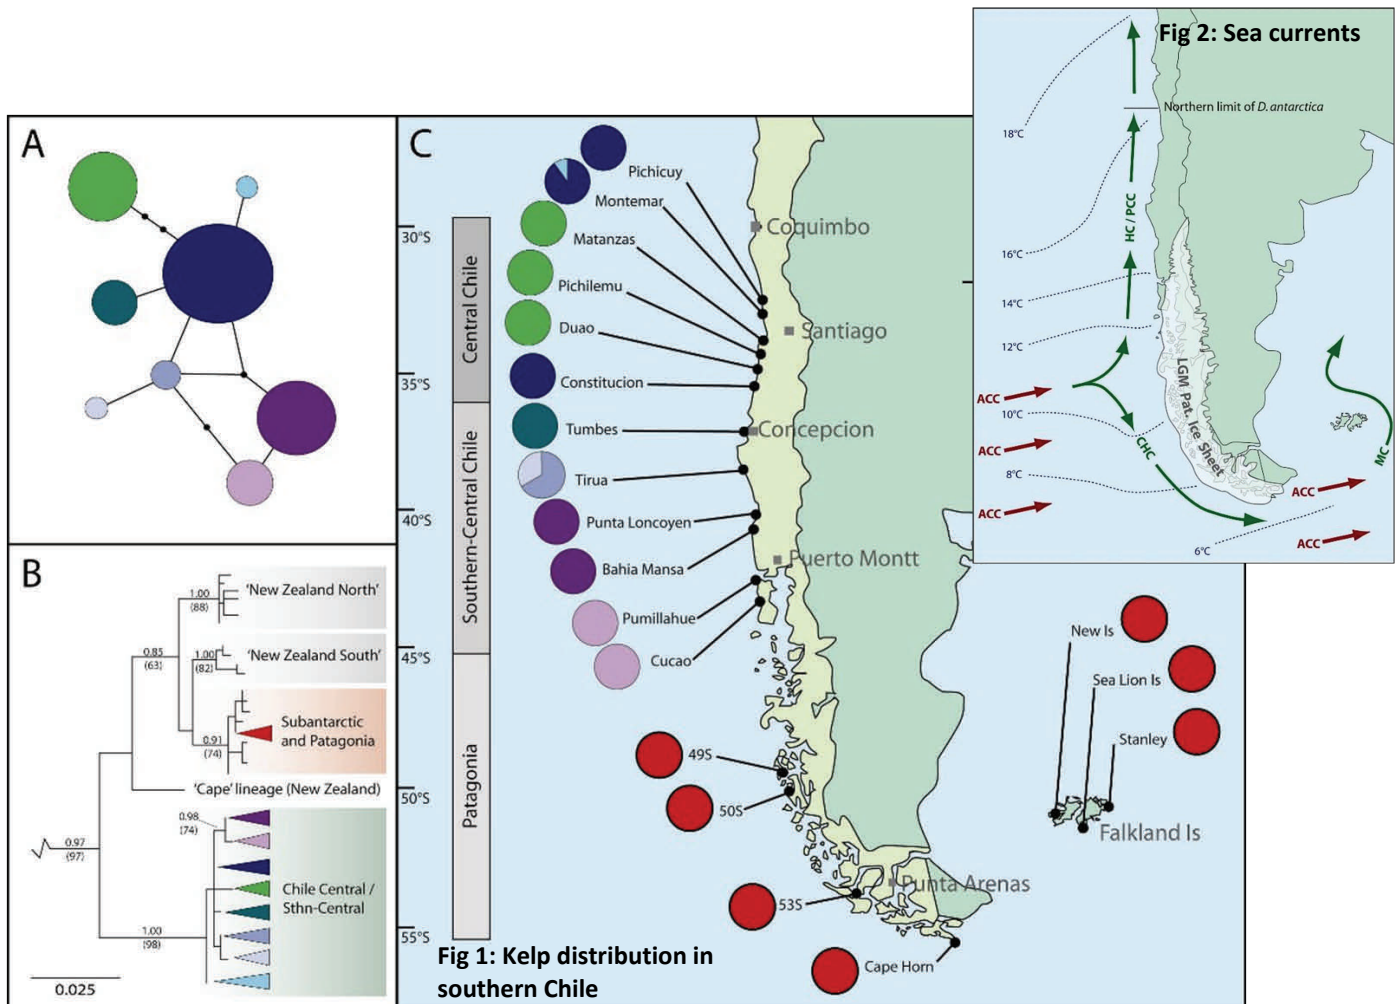 A
B
1.00
(88)
'New Zealand North'
0.85
(63)
1.00
(82)
'New Zealand South'
0.91
(74)
Subantarctic
and Patagonia
'Cape' lineage (New Zealand)
0.97
(97)
0.98
(74)
Chile Central /
Sthn-Central
1.00
(98)
0.025
C
30°S
35°S
40°S
45°S
50°S
55°S
Central Chile
Southern-Central Chile
Patagonia
Pichicuy
Montemar
Matanzas
Pichilemu
Duao
Constitucion
Tumbes
Tirua
Punta Loncoyen
Bahia Mansa
Pumillahue
Cucao
49S
50S
53S
Cape Horn
Coquimbo
Santiago
Concepcion
Puerto Montt
Punta Arenas
New Is
Sea Lion Is
Stanley
Falkland Is
Fig 1: Kelp distribution in
southern Chile
Fig 2: Sea currents
Northern limit of D. antarctica
18°C
16°C
14°C
12°C
10°C
8°C
6°C
HC / PCC
CHC
MC
ACC
ACC
ACC
ACC
ACC
LGM Pat. Ice Sheet